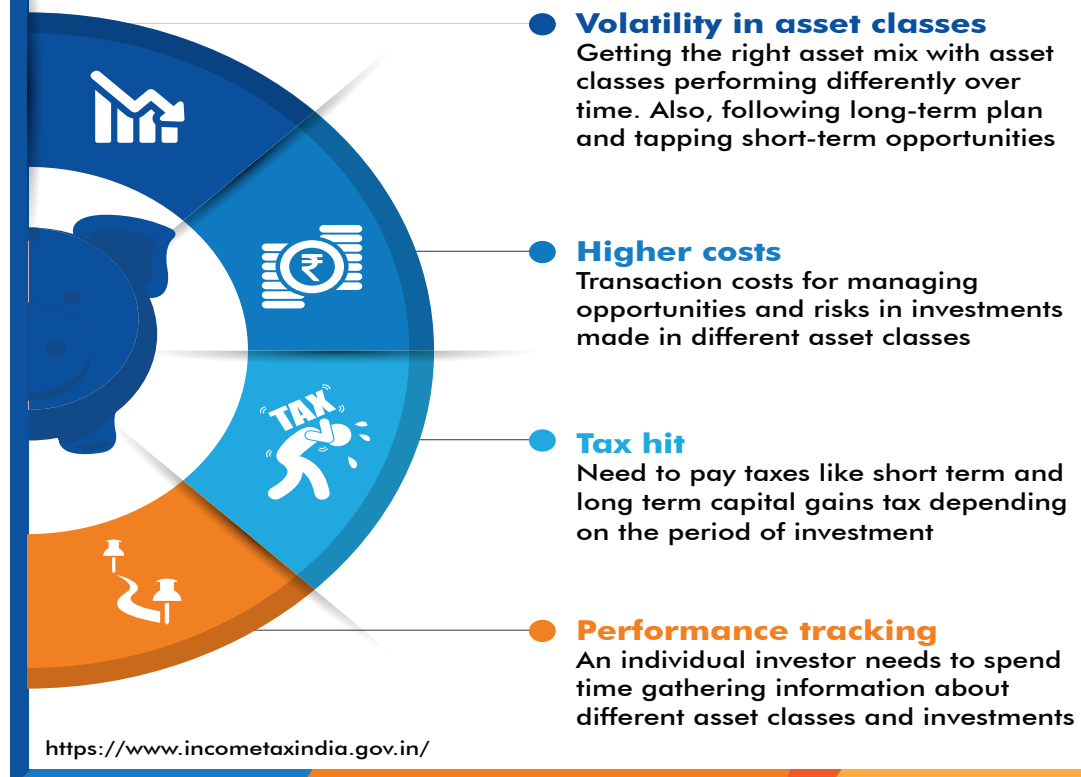 Volatility in asset classes
Getting the right asset mix with asset
classes performing differently over
time. Also, following long-term plan
and tapping short-term opportunities
₹
Higher costs
Transaction costs for managing
opportunities and risks in investments
made in different asset classes
TAX
Tax hit
Need to pay taxes like short term and
long term capital gains tax depending
on the period of investment
Performance tracking
An individual investor needs to spend
time gathering information about
different asset classes and investments
https://www.incometaxindia.gov.in/